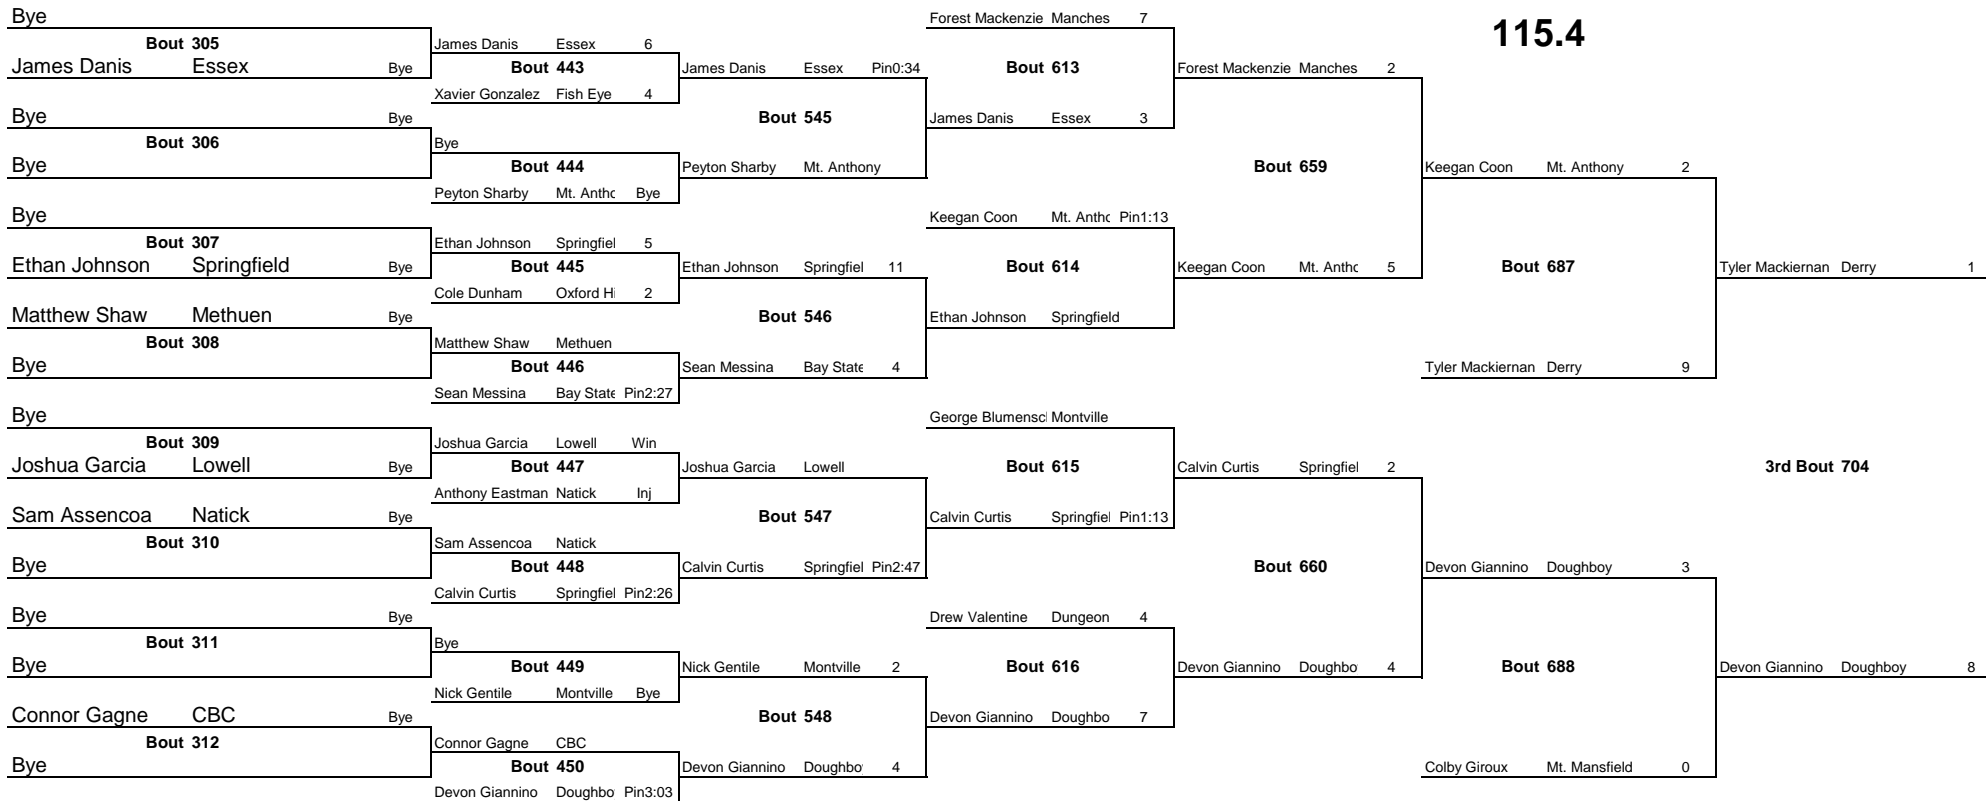 Bye
Forest Mackenzie Manches 7
115.4
Bout 305
James Danis Essex 6
James Danis Essex Bye
Bout 443
James Danis Essex Pin0:34
Bout 613
Forest Mackenzie Manches 2
Xavier Gonzalez Fish Eye 4
Bye Bye
Bout 545
James Danis Essex 3
Bout 306
Bye
Bye
Bout 444
Peyton Sharby Mt. Anthony
Bout 659
Keegan Coon Mt. Anthony 2
Peyton Sharby Mt. Anthc Bye
Bye
Keegan Coon Mt. Anthc Pin1:13
Bout 307
Ethan Johnson Springfiel 5
Ethan Johnson Springfield Bye
Bout 445
Ethan Johnson Springfiel 11
Bout 614
Keegan Coon Mt. Anthc 5
Bout 687
Tyler Mackiernan Derry 1
Cole Dunham Oxford Hi 2
Matthew Shaw Methuen Bye
Bout 546
Ethan Johnson Springfield
Bout 308
Matthew Shaw Methuen
Bye
Bout 446
Sean Messina Bay State 4
Tyler Mackiernan Derry 9
Sean Messina Bay State Pin2:27
Bye
George Blumenscl Montville
Bout 309
Joshua Garcia Lowell Win
Joshua Garcia Lowell Bye
Bout 447
Joshua Garcia Lowell
Bout 615
Calvin Curtis Springfiel 2
3rd Bout 704
Anthony Eastman Natick Inj
Sam Assencoa Natick Bye
Bout 547
Calvin Curtis Springfiel Pin1:13
Bout 310
Sam Assencoa Natick
Bye
Bout 448
Calvin Curtis Springfiel Pin2:47
Bout 660
Devon Giannino Doughboy 3
Calvin Curtis Springfiel Pin2:26
Bye Bye
Drew Valentine Dungeon 4
Bout 311
Bye
Bye
Bout 449
Nick Gentile Montville 2
Bout 616
Devon Giannino Doughbo 4
Bout 688
Devon Giannino Doughboy 8
Nick Gentile Montville Bye
Connor Gagne CBC Bye
Bout 548
Devon Giannino Doughbo 7
Bout 312
Connor Gagne CBC
Bye
Bout 450
Devon Giannino Doughbo 4
Colby Giroux Mt. Mansfield 0
Devon Giannino Doughbo Pin3:03